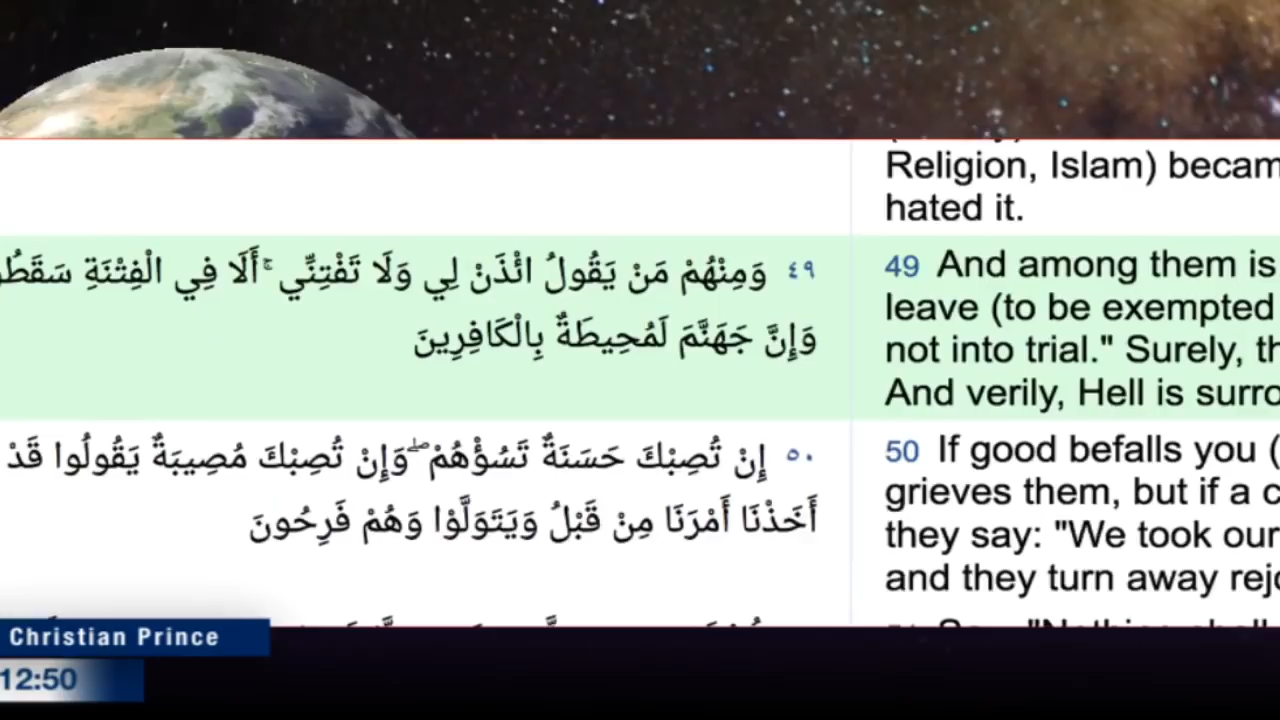 Religion, Islam) becam
hated it.
٤٩ وَمِنْهُمْ مَنْ يَقُولُ ائْذَنْ لِي وَلَا تَفْتِنِّي ۚ أَلَا فِي الْفِتْنَةِ سَقَطُو
وَإِنَّ جَهَنَّمَ لَمُحِيطَةٌ بِالْكَافِرِينَ
49 And among them is
leave (to be exempted
not into trial." Surely, th
And verily, Hell is surro
٥٠ إِنْ تُصِبْكَ حَسَنَةٌ تَسُؤْهُمْ ۖ وَإِنْ تُصِبْكَ مُصِيبَةٌ يَقُولُوا قَدْ
أَخَذْنَا أَمْرَنَا مِنْ قَبْلُ وَيَتَوَلَّوْا وَهُمْ فَرِحُونَ
50 If good befalls you (
grieves them, but if a c
they say: "We took our
and they turn away rejo
Christian Prince
12:50